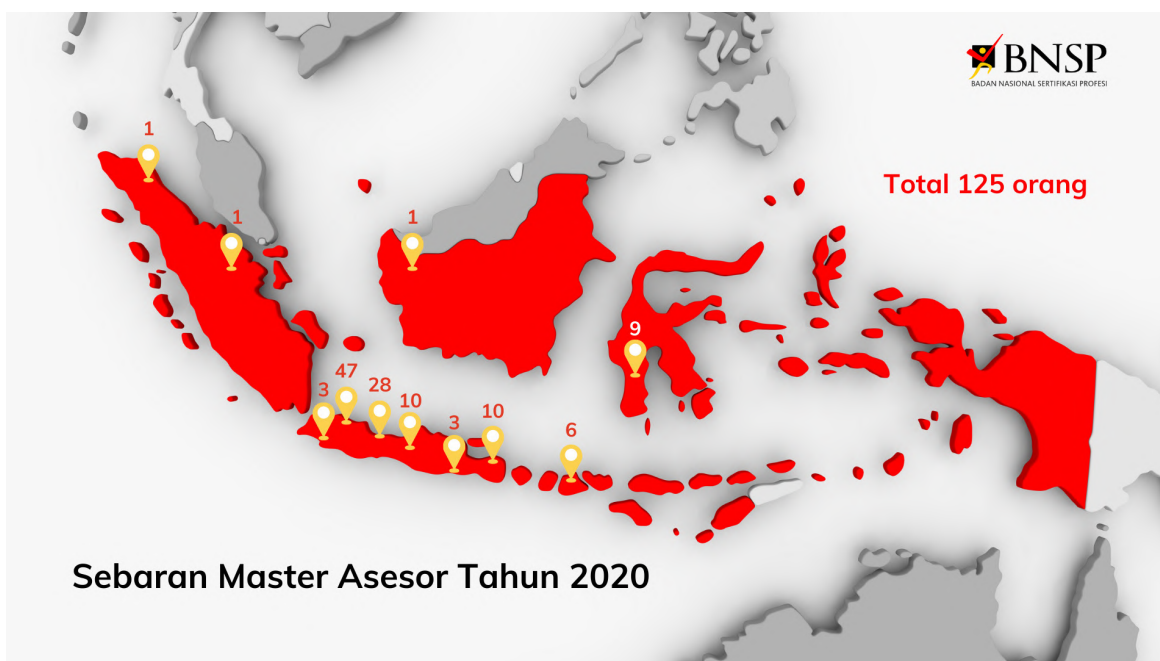 BNSP
BADAN NASIONAL SERTIFIKASI PROFESI
Total 125 orang
1
1
1
9
3
47
28
10
3
10
6
Sebaran Master Asesor Tahun 2020